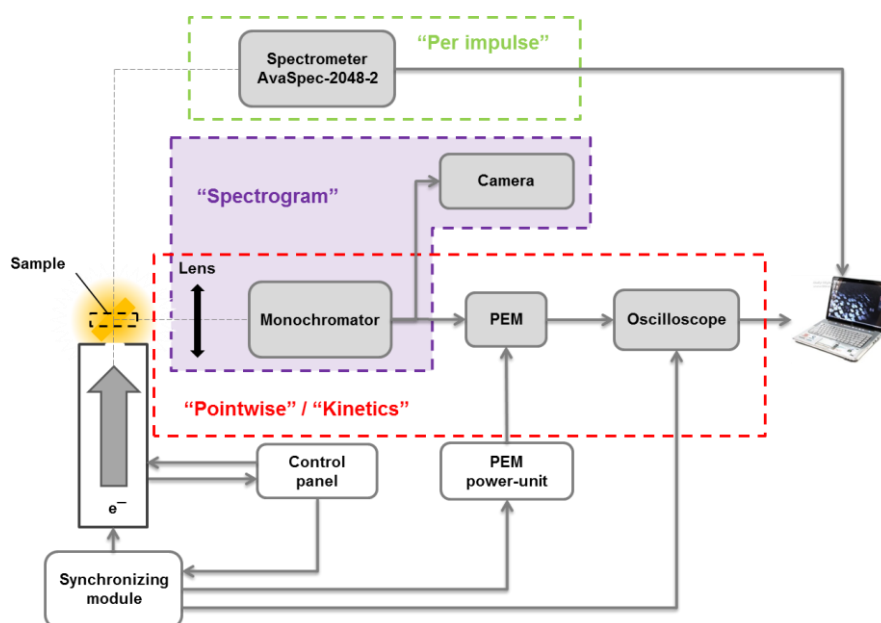 “Per impulse”
Spectrometer
AvaSpec-2048-2
“Spectrogram”
Camera
Sample
Lens
Monochromator
PEM
Oscilloscope
“Pointwise” / “Kinetics”
Control
panel
PEM
power-unit
e–
Synchronizing
module